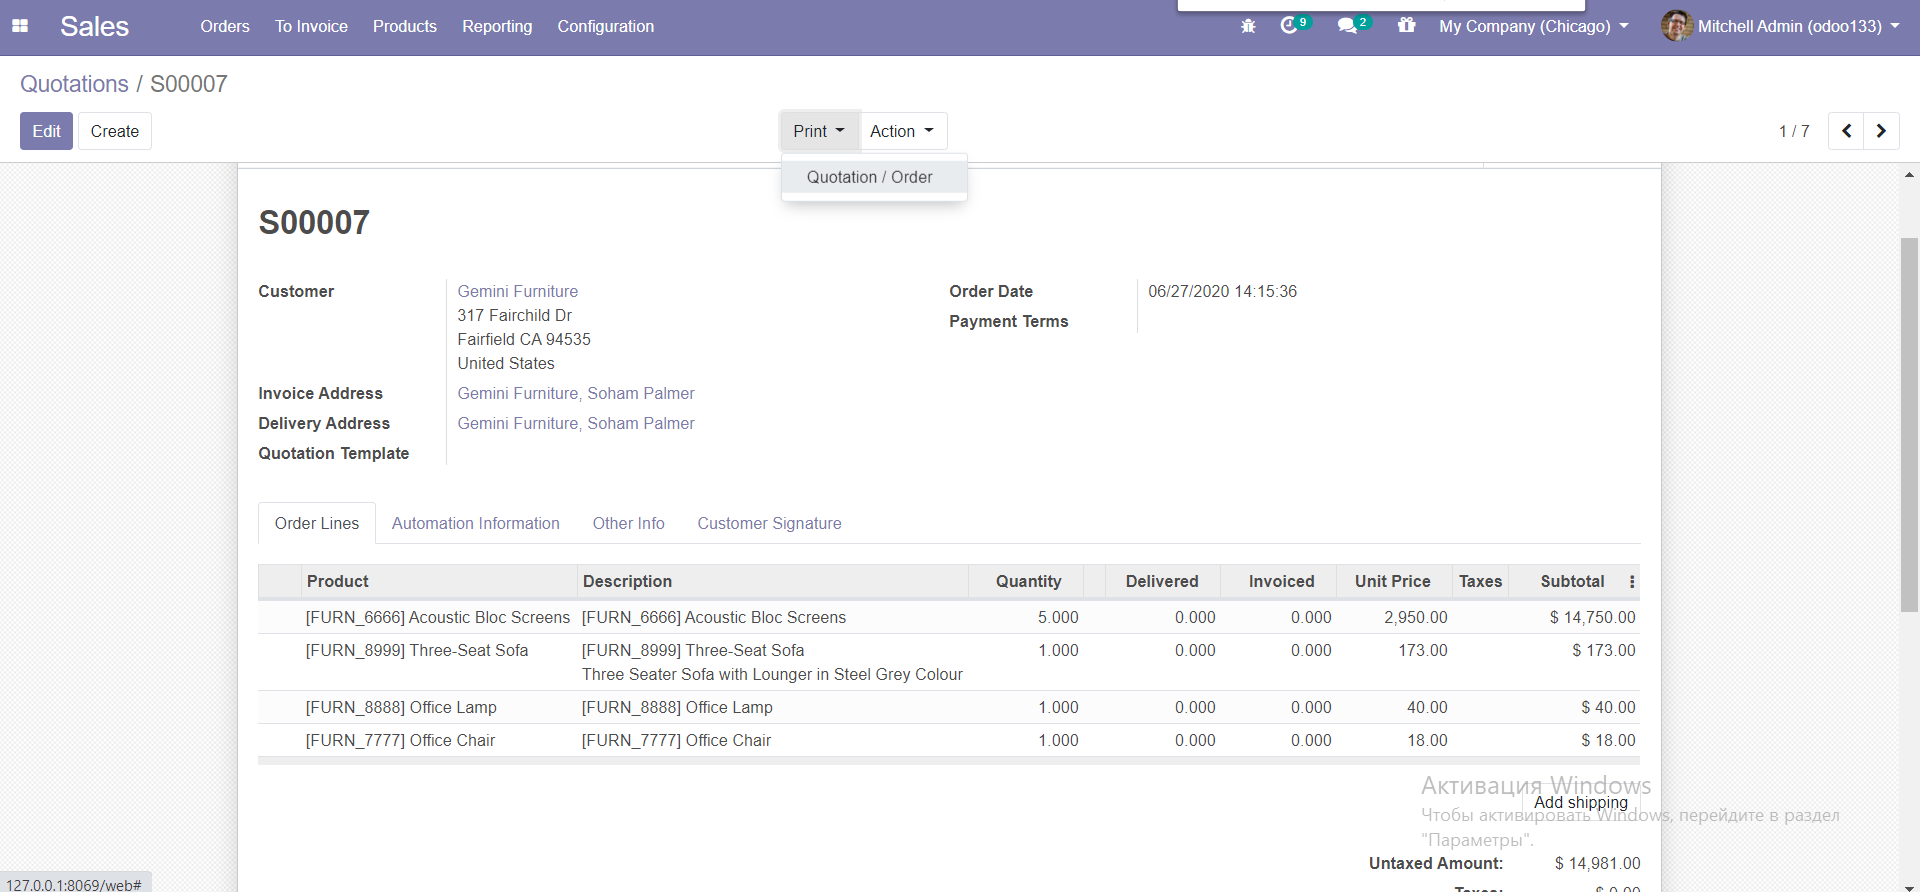 Sales Orders To Invoice Products Reporting Configuration 9 2 My Company (Chicago) Mitchell Admin (odoo133)
Quotations / S00007
Edit Create Print Action 1 / 7
Quotation / Order
S00007
Customer Gemini Furniture Order Date 06/27/2020 14:15:36
317 Fairchild Dr Payment Terms
Fairfield CA 94535
United States
Invoice Address Gemini Furniture, Soham Palmer
Delivery Address Gemini Furniture, Soham Palmer
Quotation Template
Order Lines Automation Information Other Info Customer Signature
Product Description Quantity Delivered Invoiced Unit Price Taxes Subtotal
[FURN_6666] Acoustic Bloc Screens [FURN_6666] Acoustic Bloc Screens 5.000 0.000 0.000 2,950.00 $ 14,750.00
[FURN_8999] Three-Seat Sofa [FURN_8999] Three-Seat Sofa 1.000 0.000 0.000 173.00 $ 173.00
Three Seater Sofa with Lounger in Steel Grey Colour
[FURN_8888] Office Lamp [FURN_8888] Office Lamp 1.000 0.000 0.000 40.00 $ 40.00
[FURN_7777] Office Chair [FURN_7777] Office Chair 1.000 0.000 0.000 18.00 $ 18.00
Активация Windows
Add shipping
Чтобы активировать Windows, перейдите в раздел
"Параметры".
Untaxed Amount: $ 14,981.00
Taxes: $ 0.00
127.0.0.1:8069/web#